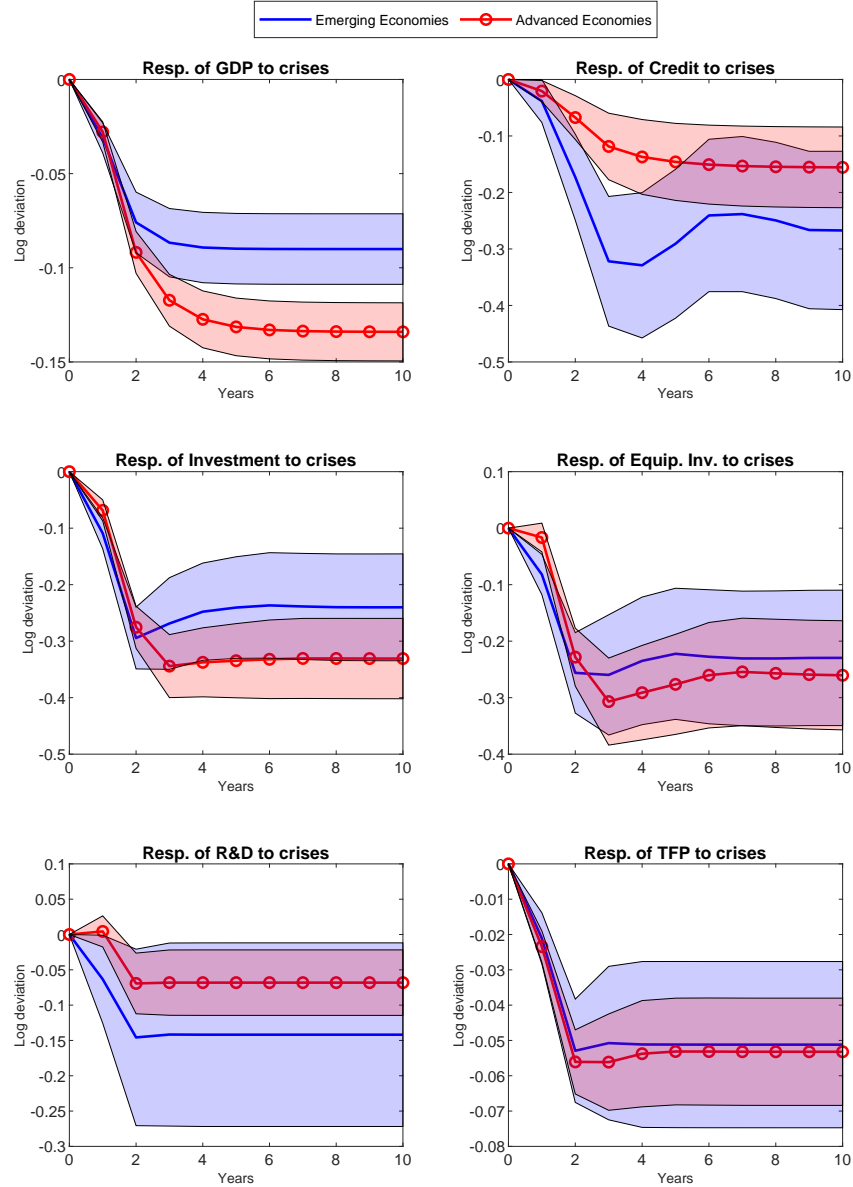 Emerging Economies Advanced Economies
Resp. of GDP to crises
0
-0.05
-0.1
-0.15
Log deviation
0 2 4 6 8 10
Years
Resp. of Credit to crises
0
-0.1
-0.2
-0.3
-0.4
-0.5
Log deviation
0 2 4 6 8 10
Years
Resp. of Investment to crises
0
-0.1
-0.2
-0.3
-0.4
-0.5
Log deviation
0 2 4 6 8 10
Years
Resp. of Equip. Inv. to crises
0.1
0
-0.1
-0.2
-0.3
-0.4
Log deviation
0 2 4 6 8 10
Years
Resp. of R&D to crises
0.1
0.05
0
-0.05
-0.1
-0.15
-0.2
-0.25
-0.3
Log deviation
0 2 4 6 8 10
Years
Resp. of TFP to crises
0
-0.01
-0.02
-0.03
-0.04
-0.05
-0.06
-0.07
-0.08
Log deviation
0 2 4 6 8 10
Years